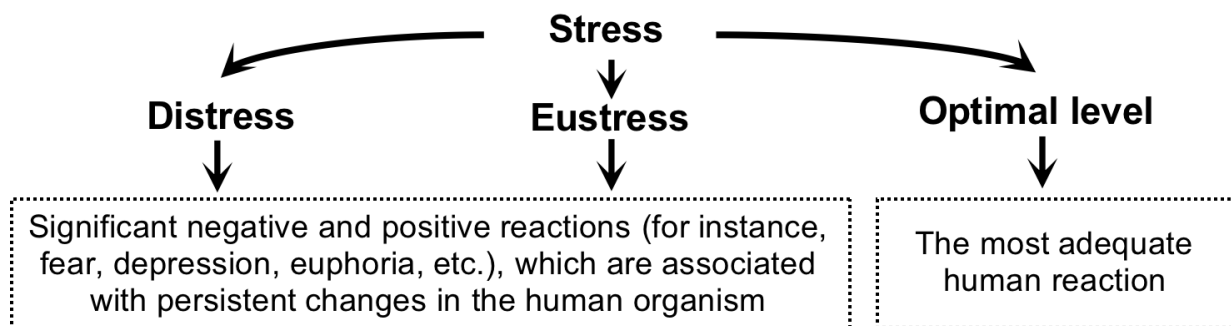 Stress
Distress
Eustress
Optimal level
Significant negative and positive reactions (for instance,
fear, depression, euphoria, etc.), which are associated
with persistent changes in the human organism
The most adequate
human reaction